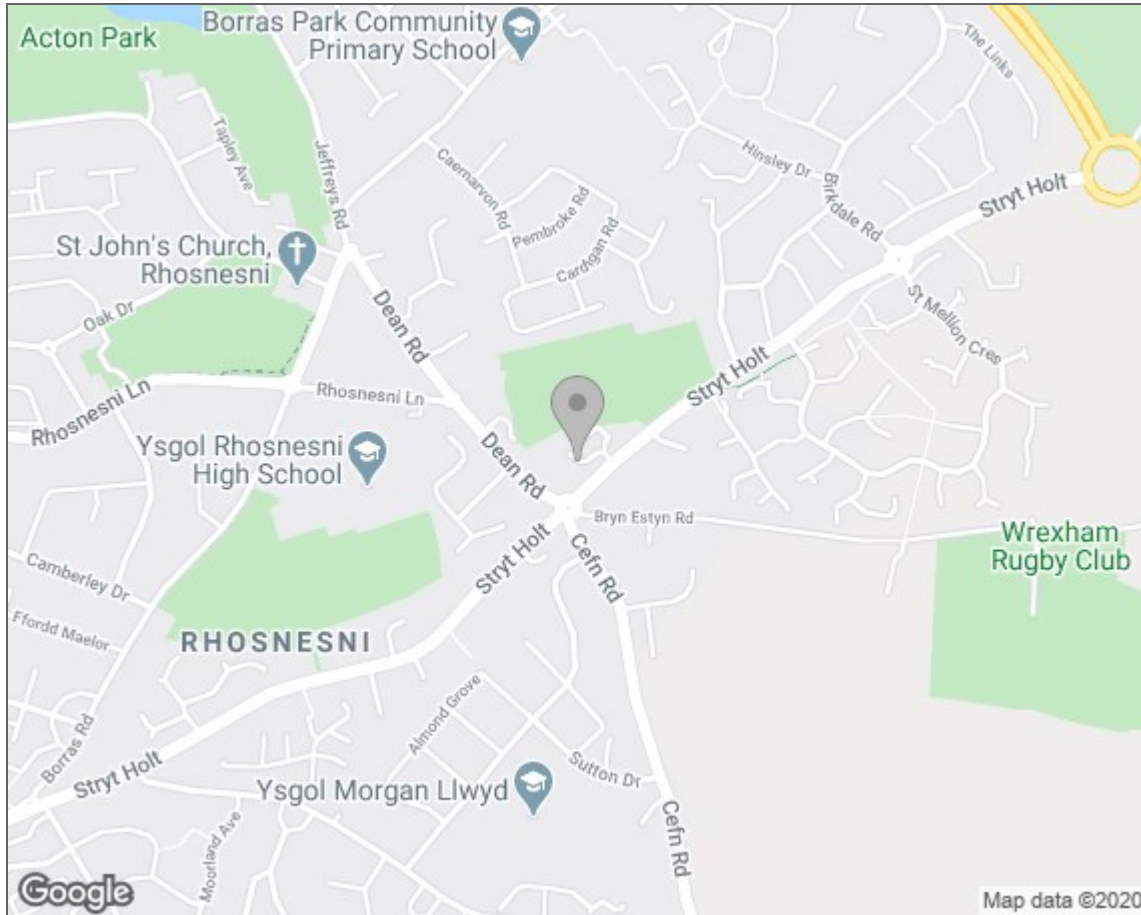 Borras Park Community
Primary School
Acton Park
The Links
Tapley Ave
Jeffreys Rd
Caernarvon Rd
Pembroke Rd
Cardigan Rd
Hinsley Dr
Birkdale Rd
Stryt Holt
St John's Church,
Rhosnesni
Oak Dr
Dean Rd
St Mellion Cres
Stryt Holt
Rhosnesni Ln
Rhosnesni Ln
Ysgol Rhosnesni
High School
Dean Rd
Bryn Estyn Rd
Wrexham
Rugby Club
Stryt Holt
Cefn Rd
Camberley Dr
Ffordd Maelor
RHOSNESNI
Almond Grove
Borras Rd
Stryt Holt
Sutton Dr
Ysgol Morgan Llwyd
Moorland Ave
Cefn Rd
Google
Map data ©2020